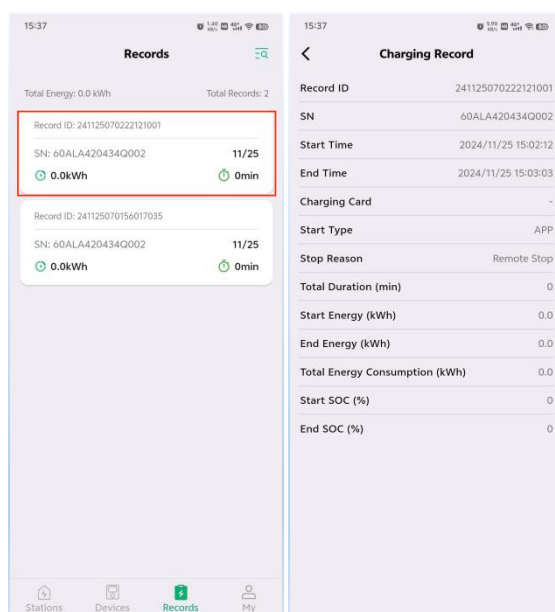 15:37
Records
Total Energy: 0.0 kWh Total Records: 2
Record ID: 241125070222121001
SN: 60ALA420434Q002 11/25
0.0kWh 0min
Record ID: 241125070156017035
SN: 60ALA420434Q002 11/25
0.0kWh 0min
Stations Devices Records My
15:37
Charging Record
Record ID 241125070222121001
SN 60ALA420434Q002
Start Time 2024/11/25 15:02:12
End Time 2024/11/25 15:03:03
Charging Card -
Start Type APP
Stop Reason Remote Stop
Total Duration (min) 0
Start Energy (kWh) 0.0
End Energy (kWh) 0.0
Total Energy Consumption (kWh) 0.0
Start SOC (%) 0
End SOC (%) 0